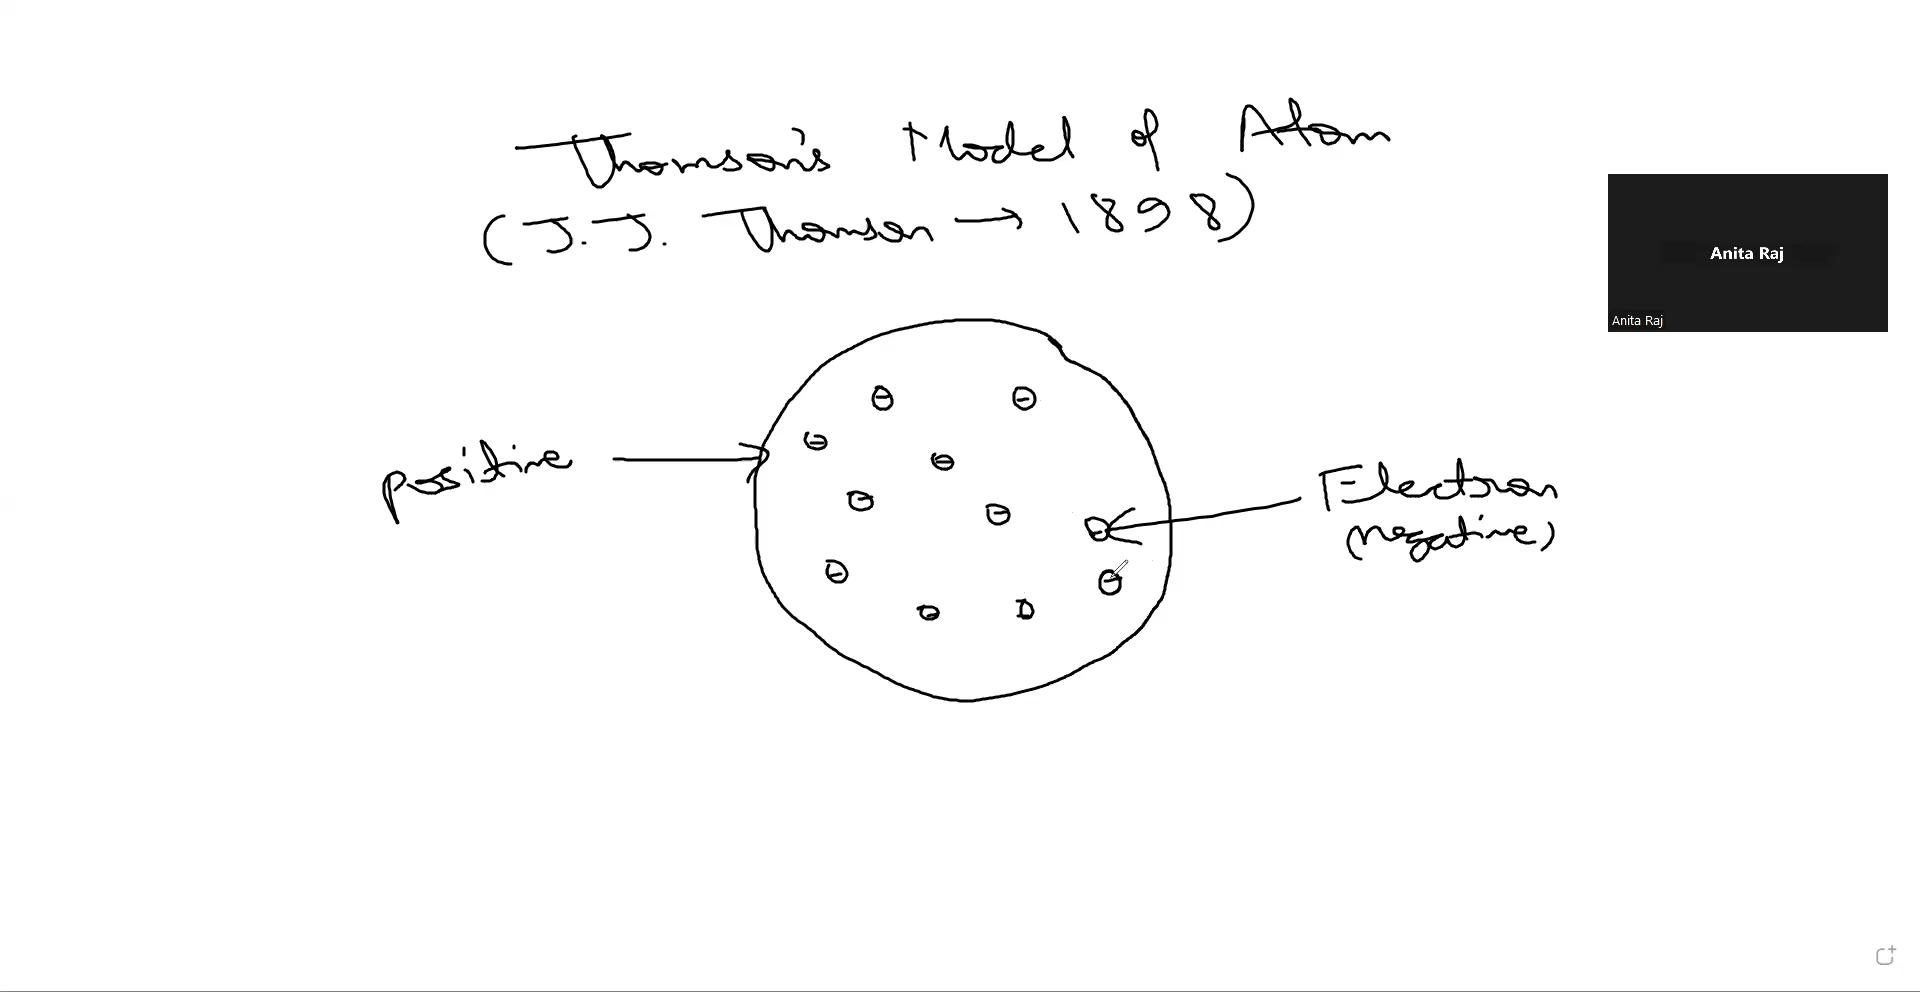 Thomson's Model of Atom
(J.J. Thomson → 1898)
Anita Raj
Anita Raj
positive
Electron
(negative)